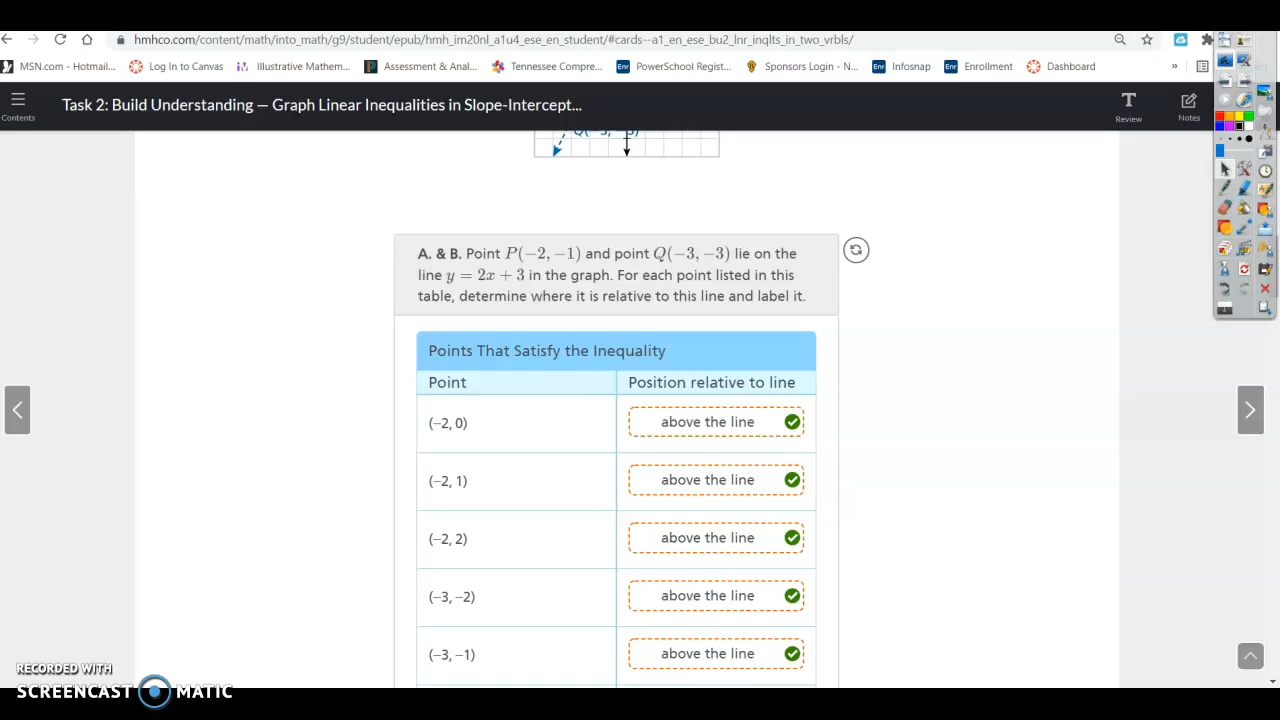 hmhco.com/content/math/into_math/g9/student/epub/hmh_im20nl_a1u4_ese_en_student/#cards--a1_en_ese_bu2_lnr_inqlts_in_two_vrbls/
MSN.com - Hotmail... Log In to Canvas Illustrative Mathem... Assessment & Anal... Tennessee Compre... Enr PowerSchool Regist... Sponsors Login - N... Enr Infosnap Enr Enrollment Dashboard »
Task 2: Build Understanding — Graph Linear Inequalities in Slope-Intercept...
Contents
T Review
Notes
A. & B. Point P(−2, −1) and point Q(−3, −3) lie on the
line y = 2x + 3 in the graph. For each point listed in this
table, determine where it is relative to this line and label it.
Points That Satisfy the Inequality
Point Position relative to line
(−2, 0) above the line
(−2, 1) above the line
(−2, 2) above the line
(−3, −2) above the line
(−3, −1) above the line
RECORDED WITH
SCREENCAST MATIC